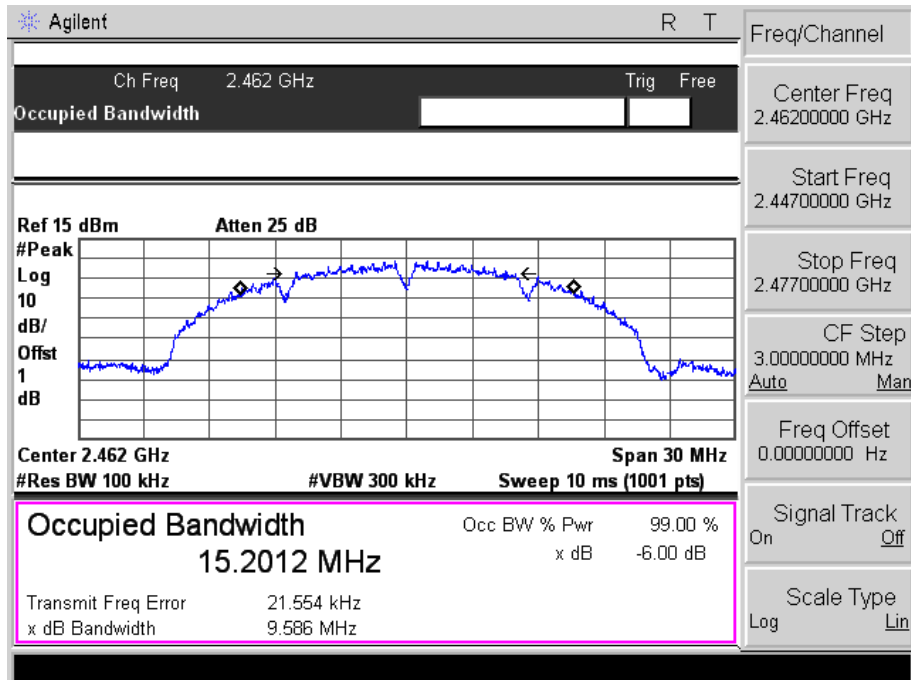 Agilent R T
Ch Freq 2.462 GHz Trig Free
Occupied Bandwidth
Ref 15 dBm Atten 25 dB
#Peak
Log
10
dB/
Offst
1
dB
Center 2.462 GHz Span 30 MHz
#Res BW 100 kHz #VBW 300 kHz Sweep 10 ms (1001 pts)
Occupied Bandwidth Occ BW % Pwr 99.00 %
15.2012 MHz x dB -6.00 dB
Transmit Freq Error 21.554 kHz
x dB Bandwidth 9.586 MHz
Freq/Channel
Center Freq
2.46200000 GHz
Start Freq
2.44700000 GHz
Stop Freq
2.47700000 GHz
CF Step
3.00000000 MHz
Auto Man
Freq Offset
0.00000000 Hz
Signal Track
On Off
Scale Type
Log Lin